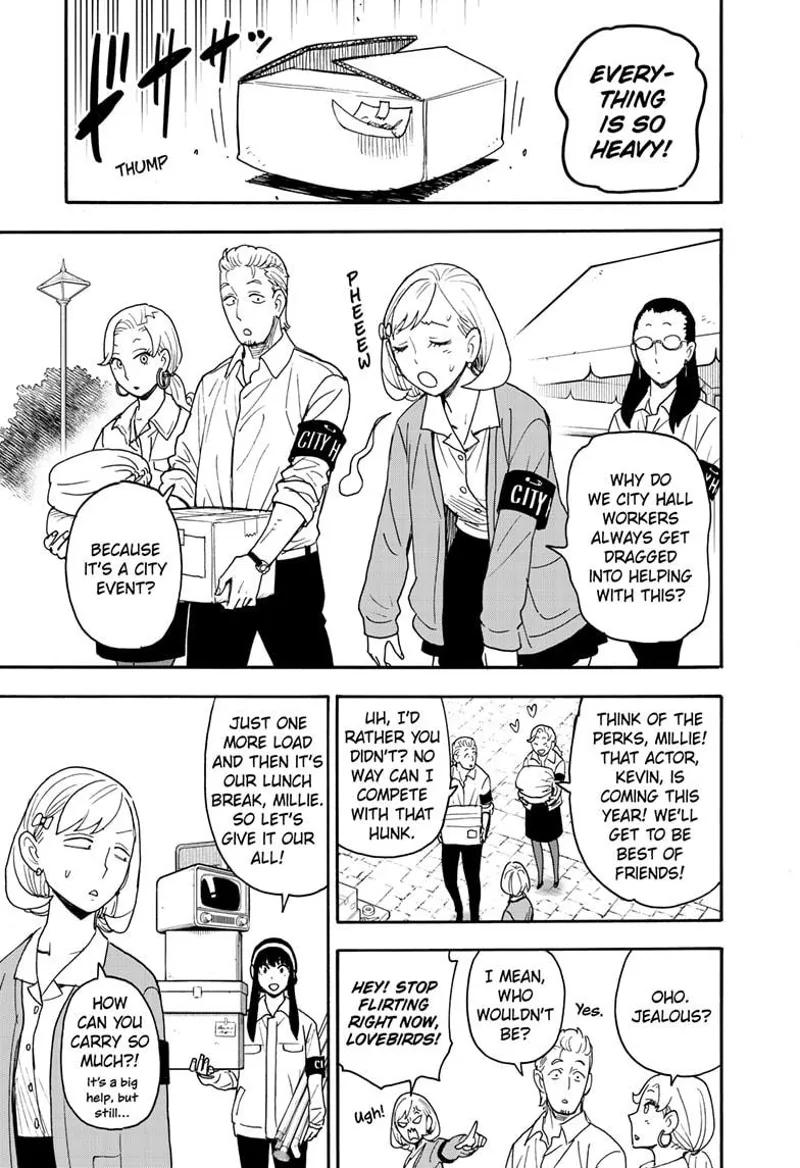 EVERY-
THING
IS SO
HEAVY!
ドサササッ
THUMP
WHY DO
WE CITY HALL
WORKERS
ALWAYS GET
DRAGGED
INTO HELPING
WITH THIS?
PHEEEW
CITY
CITY H
H
BECAUSE
IT'S A CITY
EVENT?
THINK OF THE
PERKS, MILLIE!
THAT ACTOR,
KEVIN, IS
COMING THIS
YEAR! WE'LL
GET TO BE
BEST OF
FRIENDS!
UH, I'D
RATHER YOU
DIDN'T? NO
WAY CAN I
COMPETE
WITH THAT
HUNK.
OHO.
JEALOUS?
Yes.
I MEAN,
WHO
WOULDN'T
BE?
HEY! STOP
FLIRTING
RIGHT NOW,
LOVEBIRDS!
Ugh!
JUST ONE
MORE LOAD
AND THEN IT'S
OUR LUNCH
BREAK, MILLIE.
SO LET'S
GIVE IT OUR
ALL!
HOW
CAN YOU
CARRY SO
MUCH?!
It's a big
help, but
still...
CI